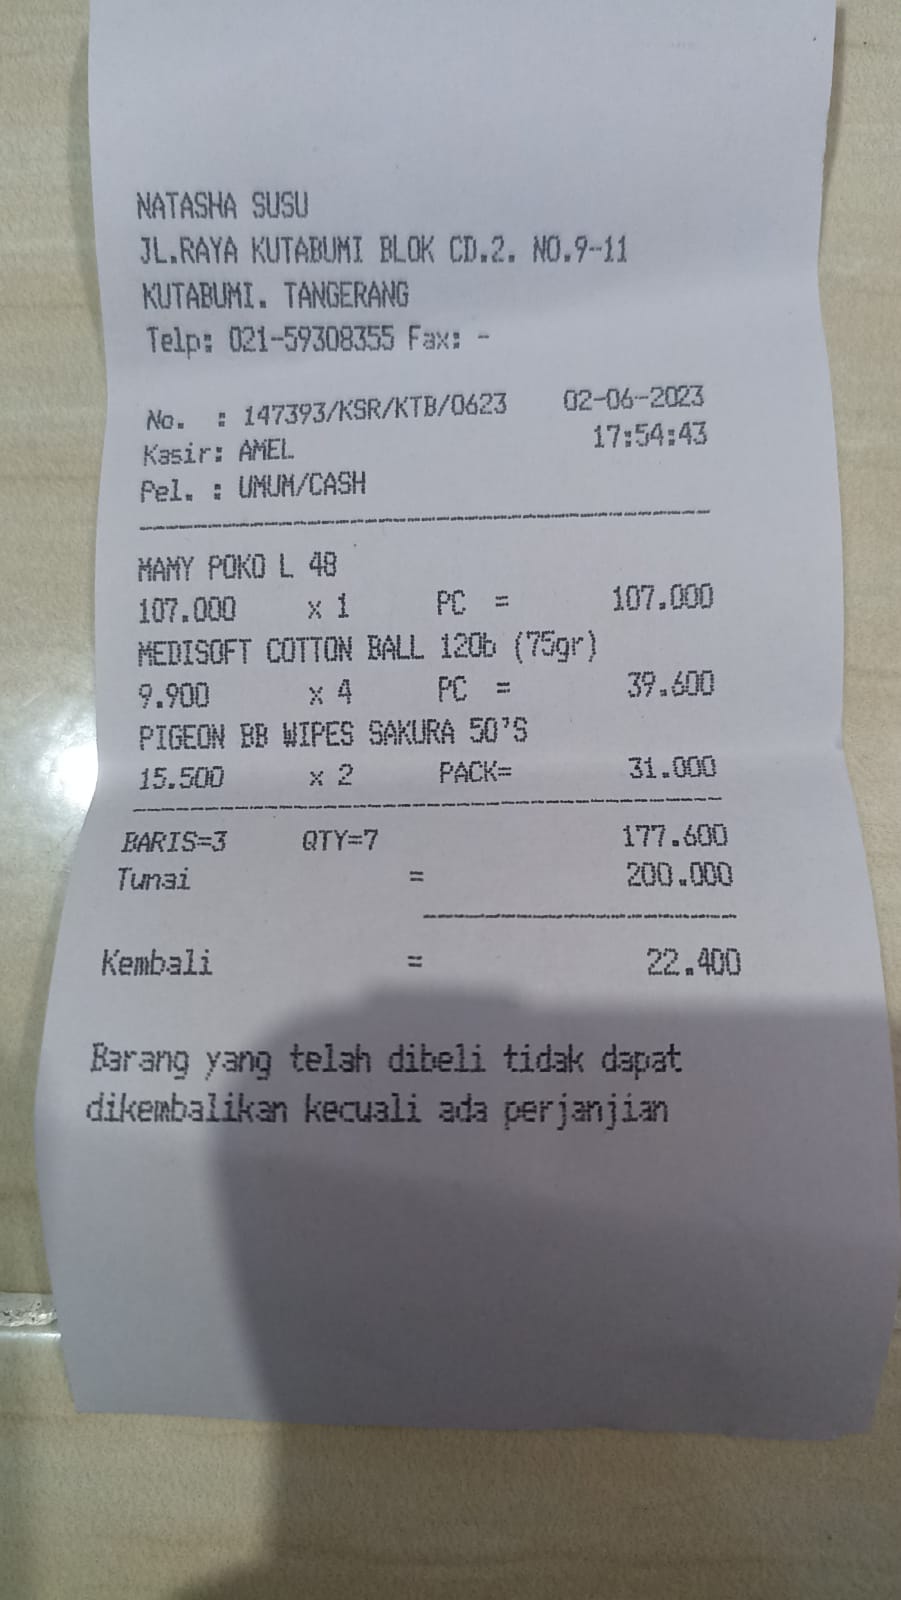 NATASHA SUSU
JL.RAYA KUTABUMI BLOK CD.2. NO.9-11
KUTABUMI. TANGERANG
Telp: 021-59308355 Fax: -
No. : 147393/KSR/KTB/0623 02-06-2023
Kasir: AMEL 17:54:43
Pel. : UMUM/CASH
MAMY POKO L 48
107.000 x 1 PC = 107.000
MEDISOFT COTTON BALL 120b (75gr)
9.900 x 4 PC = 39.600
PIGEON BB WIPES SAKURA 50'S
15.500 x 2 PACK= 31.000
BARIS=3 QTY=7 177.600
Tunai = 200.000
Kembali = 22.400
Barang yang telah dibeli tidak dapat
dikembalikan kecuali ada perjanjian